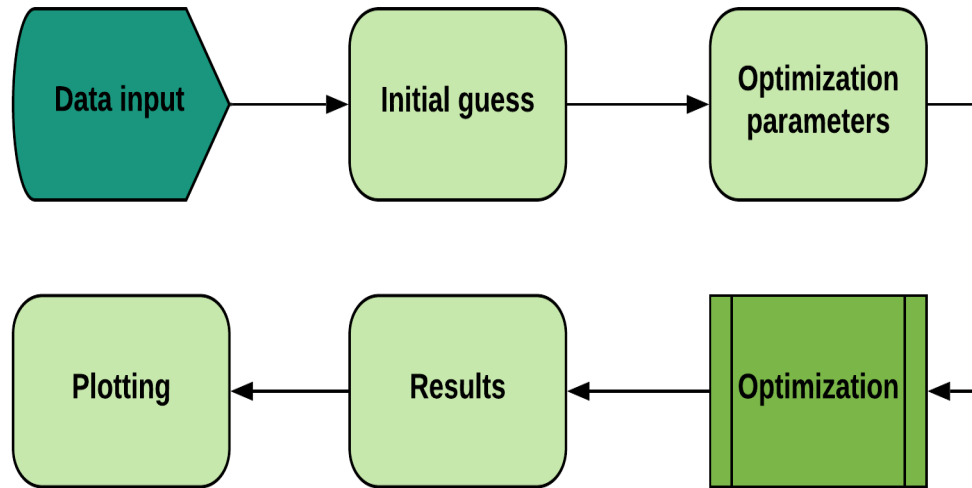 Data input
Initial guess
Optimization
parameters
Plotting
Results
Optimization